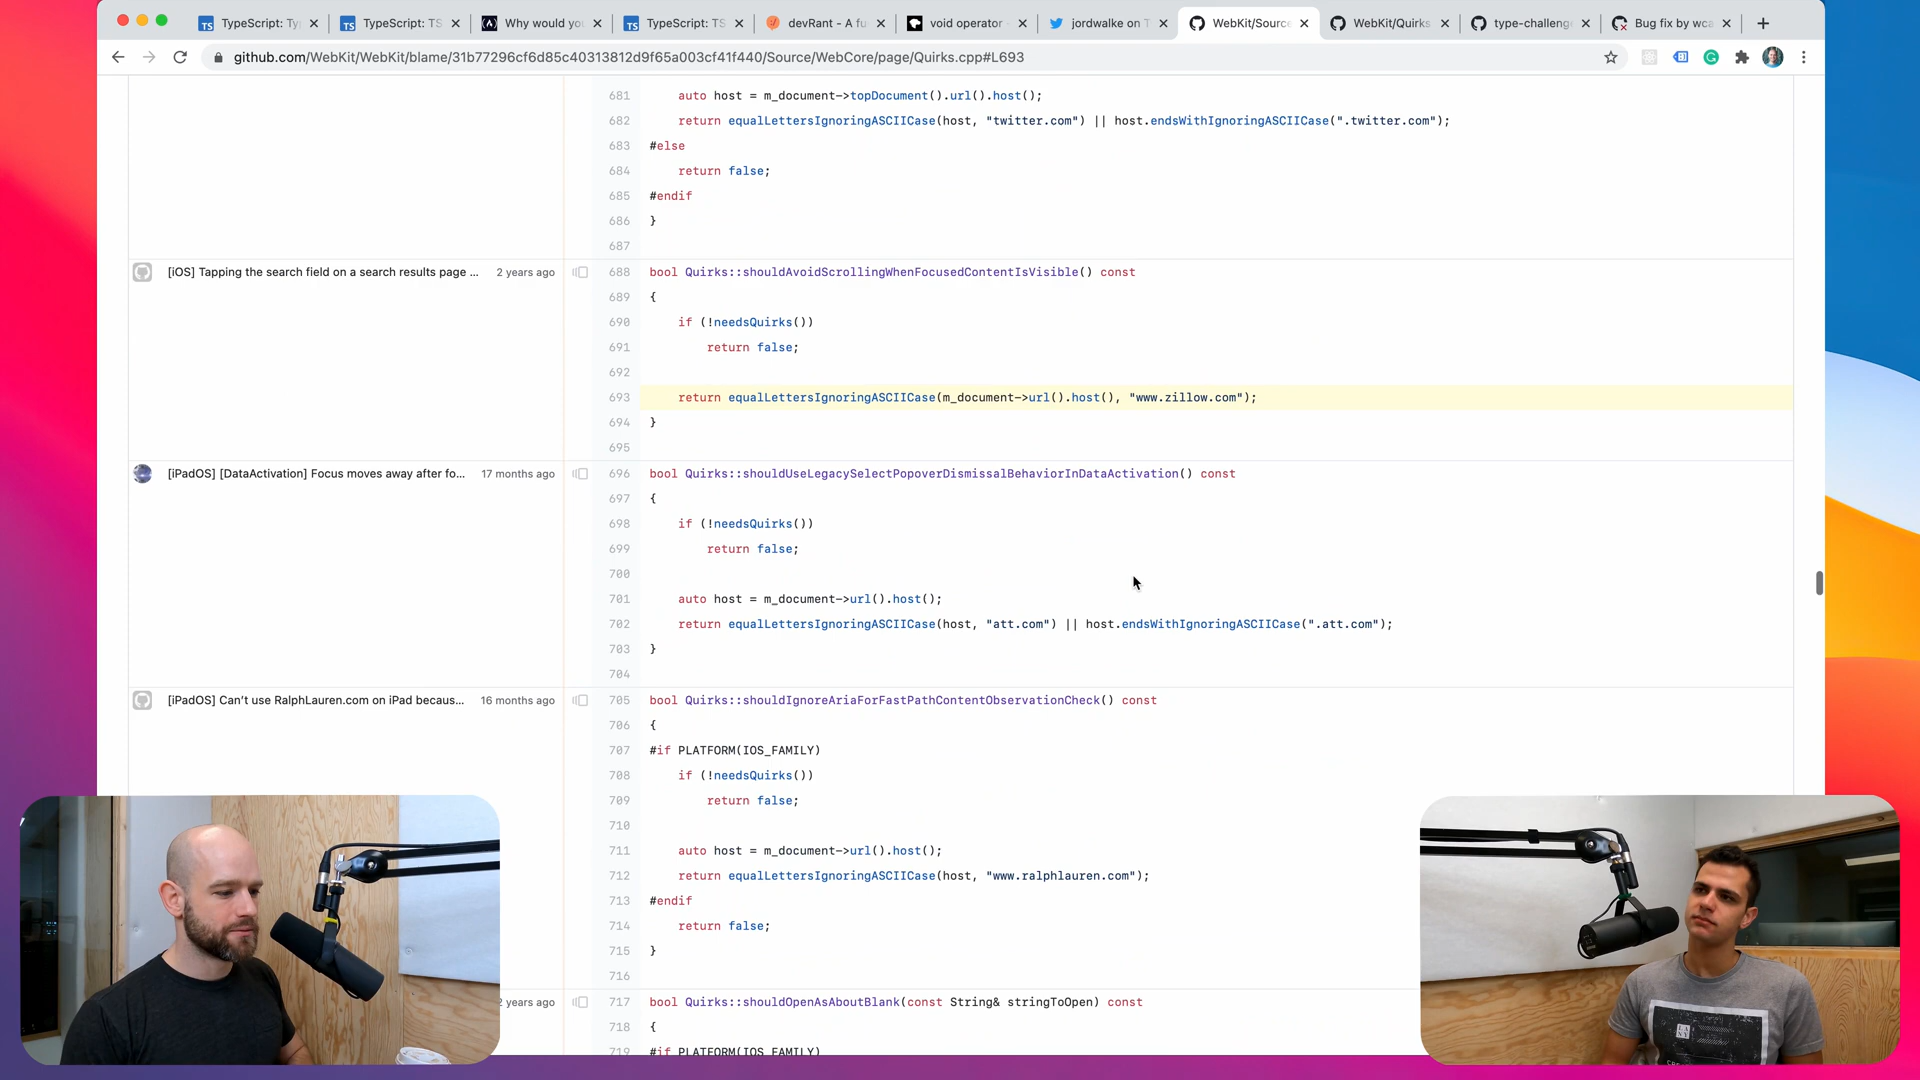 TypeScript: Ty
TypeScript: TS
Why would yo
TypeScript: TS
devRant - A fu
void operator -
jordwalke on T
WebKit/Sourc
WebKit/Quirks
type-challeng
Bug fix by wca
github.com/WebKit/WebKit/blame/31b77296cf6d85c40313812d9f65a003cf41f440/Source/WebCore/page/Quirks.cpp#L693
681 auto host = m_document->topDocument().url().host();
682 return equalLettersIgnoringASCIICase(host, "twitter.com") || host.endsWithIgnoringASCIICase(".twitter.com");
683 #else
684 return false;
685 #endif
686 }
687
[iOS] Tapping the search field on a search results page ... 2 years ago 688 bool Quirks::shouldAvoidScrollingWhenFocusedContentIsVisible() const
689 {
690 if (!needsQuirks())
691 return false;
692
693 return equalLettersIgnoringASCIICase(m_document->url().host(), "www.zillow.com");
694 }
695
[iPadOS] [DataActivation] Focus moves away after fo... 17 months ago 696 bool Quirks::shouldUseLegacySelectPopoverDismissalBehaviorInDataActivation() const
697 {
698 if (!needsQuirks())
699 return false;
700
701 auto host = m_document->url().host();
702 return equalLettersIgnoringASCIICase(host, "att.com") || host.endsWithIgnoringASCIICase(".att.com");
703 }
704
[iPadOS] Can't use RalphLauren.com on iPad becaus... 16 months ago 705 bool Quirks::shouldIgnoreAriaForFastPathContentObservationCheck() const
706 {
707 #if PLATFORM(IOS_FAMILY)
708 if (!needsQuirks())
709 return false;
710
711 auto host = m_document->url().host();
712 return equalLettersIgnoringASCIICase(host, "www.ralphlauren.com");
713 #endif
714 return false;
715 }
716
2 years ago 717 bool Quirks::shouldOpenAsAboutBlank(const String& stringToOpen) const
718 {
719 #if PLATFORM(IOS_FAMILY)